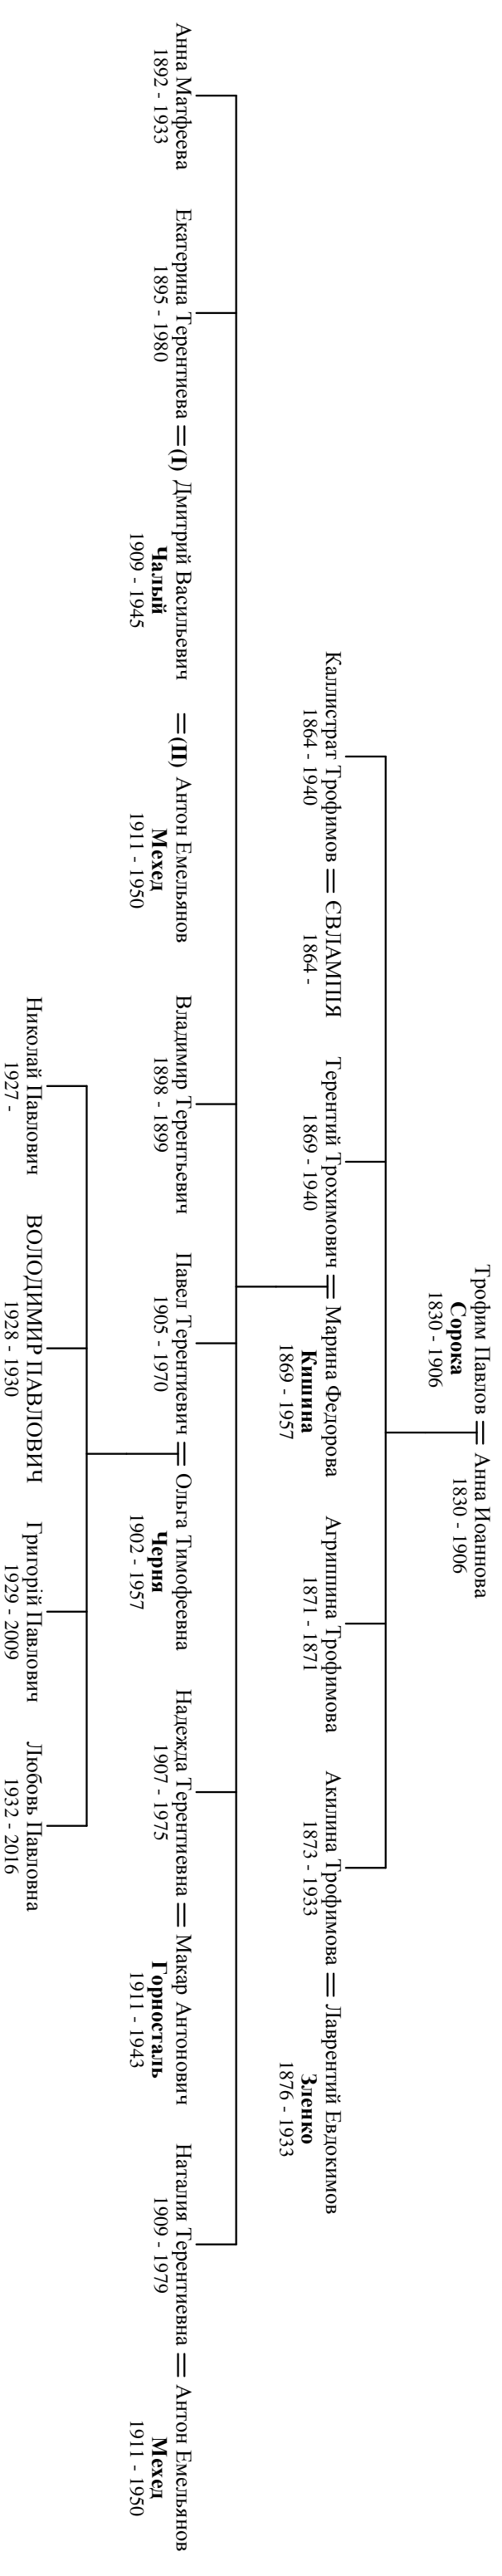 Трофим Павлов = Анна Иоаннова
Сорока
1830 - 1906
1830 - 1906
Каллистрат Трофимов = ЄВЛАМПІЯ
1864 - 1940
1864 -
Терентий Трохимович = Марина Федорова
1869 - 1940
Кишина
1869 - 1957
Агриппина Трофимова
1871 - 1871
Акилина Трофимова = Лаврентий Евдокимов
1873 - 1933
Зленко
1876 - 1933
Анна Матфеева
1892 - 1933
Екатерина Терентиева =(I) Дмитрий Васильевич =(II) Антон Емельянов
1895 - 1980
Чалый
1909 - 1945
Мехед
1911 - 1950
Владимир Терентьевич
1898 - 1899
Павел Терентиевич = Ольга Тимофеевна
1905 - 1970
Черня
1902 - 1957
Надежда Терентиевна = Макар Антонович
1907 - 1975
Горносталь
1911 - 1943
Наталия Терентиевна = Антон Емельянов
1909 - 1979
Мехед
1911 - 1950
Николай Павлович
1927 -
ВОЛОДИМИР ПАВЛОВИЧ
1928 - 1930
Григорій Павлович
1929 - 2009
Любовь Павловна
1932 - 2016